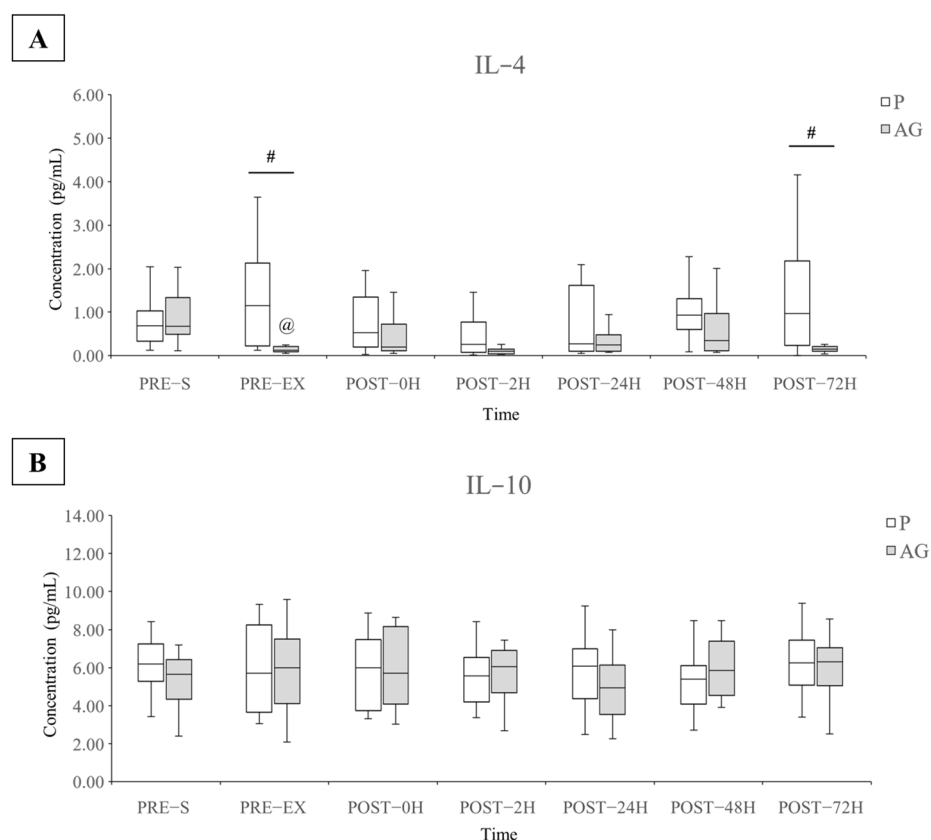 A
IL-4
6.00
5.00
4.00
3.00
2.00
1.00
0.00
Concentration (pg/mL)
P
AG
#
@
#
PRE-S PRE-EX POST-0H POST-2H POST-24H POST-48H POST-72H
Time
B
IL-10
14.00
12.00
10.00
8.00
6.00
4.00
2.00
0.00
Concentration (pg/mL)
P
AG
PRE-S PRE-EX POST-0H POST-2H POST-24H POST-48H POST-72H
Time